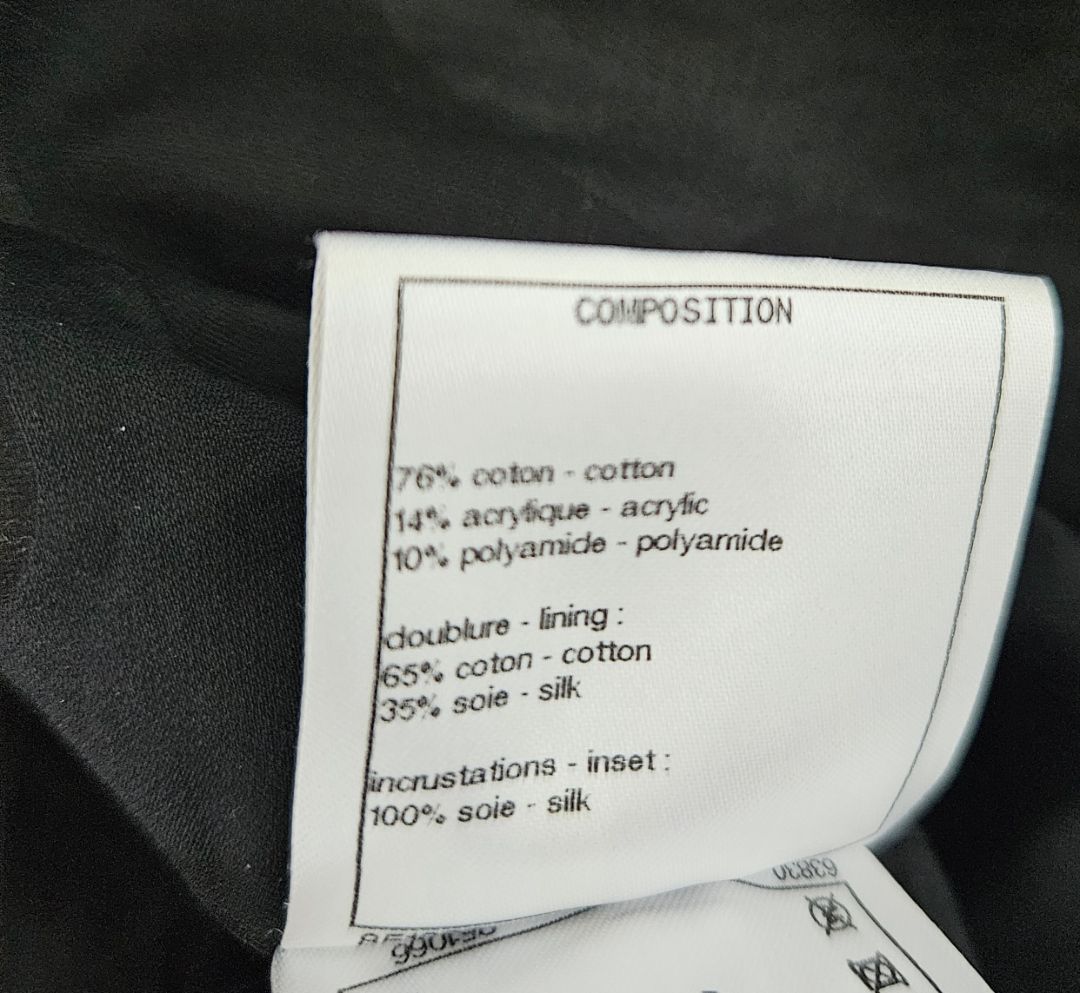 COMPOSITION
76% coton - cotton
14% acrylique - acrylic
10% polyamide - polyamide
doublure - lining :
65% coton - cotton
35% soie - silk
incrustations - inset :
100% soie - silk